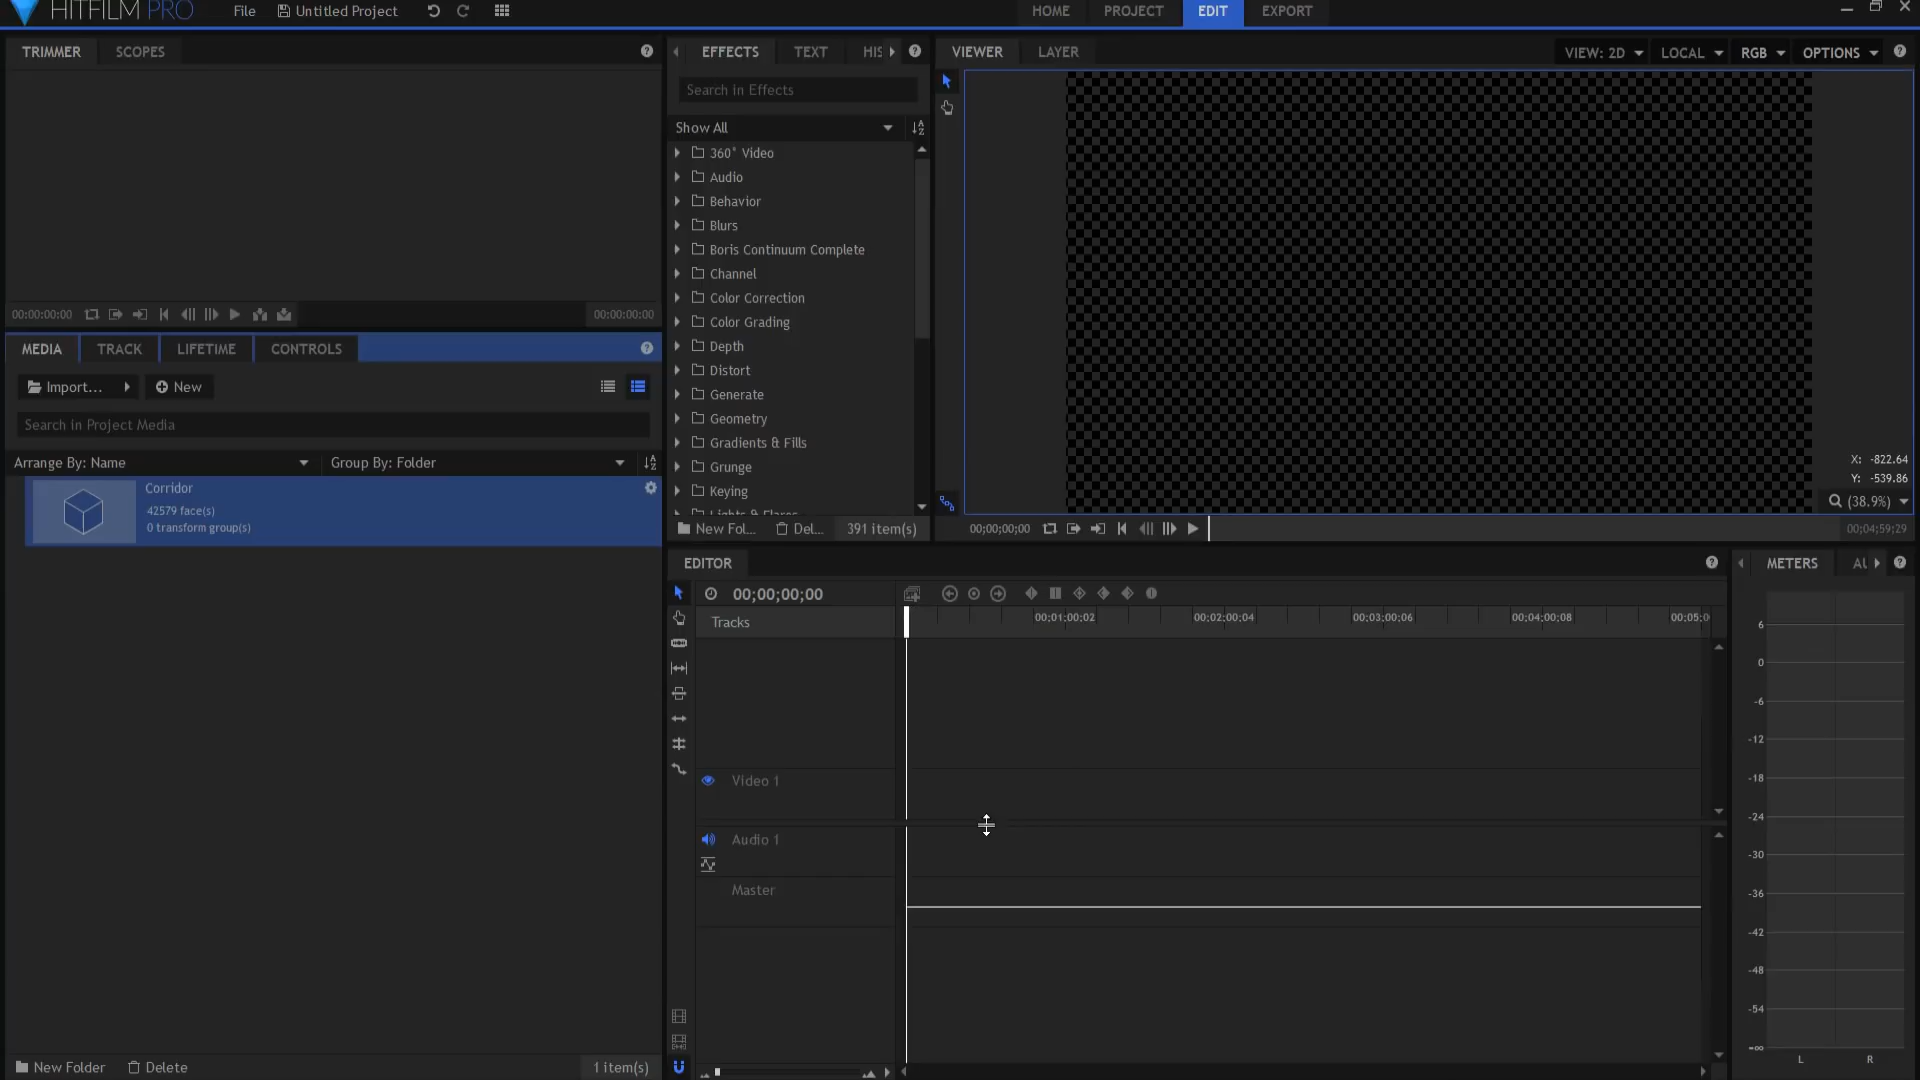 HITFILM PRO File Untitled Project HOME PROJECT EDIT EXPORT
TRIMMER SCOPES
EFFECTS TEXT HIS
VIEWER LAYER VIEW: 2D LOCAL RGB OPTIONS
Search in Effects
Show All
360° Video
Audio
Behavior
Blurs
Boris Continuum Complete
Channel
Color Correction
Color Grading
Depth
Distort
Generate
Geometry
Gradients & Fills
Grunge
Keying
Lights & Flares
New Fol... Del... 391 item(s)
00:00:00:00 00:00:00:00
MEDIA TRACK LIFETIME CONTROLS
Import... New
Search in Project Media
Arrange By: Name Group By: Folder
Corridor
42579 face(s)
0 transform group(s)
New Folder Delete 1 item(s)
X: -822.64
Y: -539.86
(38.9%)
00;00;00;00 00;04;59;29
EDITOR
00;00;00;00
Tracks
00;01;00;02 00;02;00;04 00;03;00;06 00;04;00;08 00;05;0
Video 1
Audio 1
Master
METERS AU
6
0
-6
-12
-18
-24
-30
-36
-42
-48
-54
-∞
L R